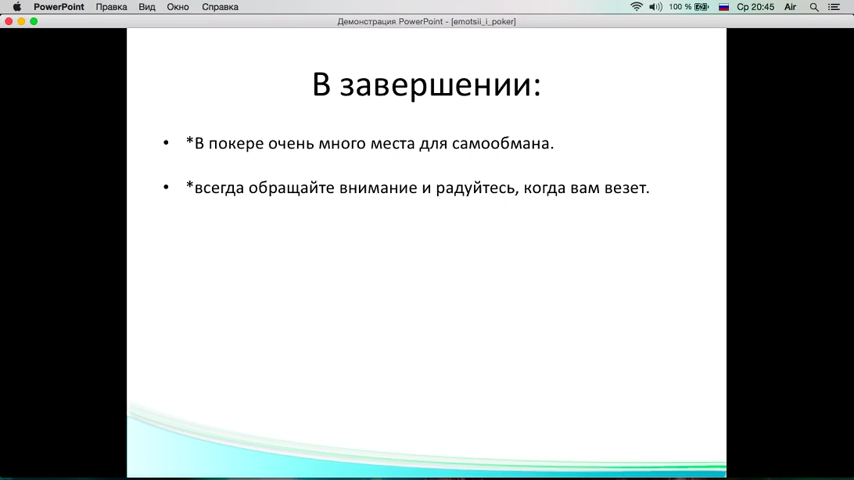 PowerPoint Правка Вид Окно Справка 100 % Ср 20:45 Air
Демонстрация PowerPoint - [emotsii_i_poker]
В завершении:
• *В покере очень много места для самообмана.
• *всегда обращайте внимание и радуйтесь, когда вам везет.